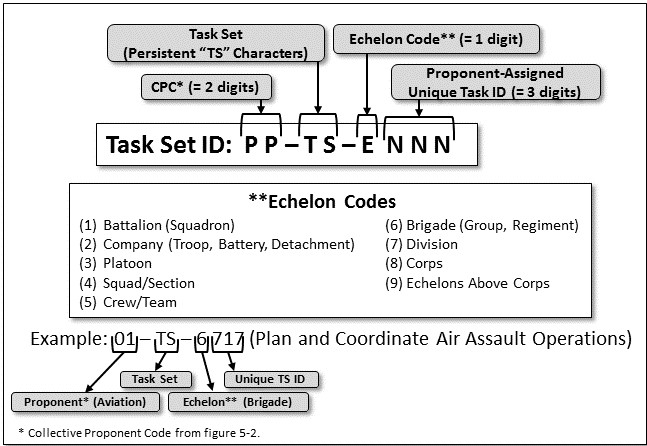 Task Set
(Persistent “TS” Characters)
Echelon Code** (= 1 digit)
CPC* (= 2 digits)
Proponent-Assigned
Unique Task ID (= 3 digits)
Task Set ID: P P – T S – E N N N
**Echelon Codes
(1) Battalion (Squadron)
(2) Company (Troop, Battery, Detachment)
(3) Platoon
(4) Squad/Section
(5) Crew/Team
(6) Brigade (Group, Regiment)
(7) Division
(8) Corps
(9) Echelons Above Corps
Example: 01 – TS – 6 717 (Plan and Coordinate Air Assault Operations)
Task Set
Unique TS ID
Proponent* (Aviation)
Echelon** (Brigade)
* Collective Proponent Code from figure 5-2.